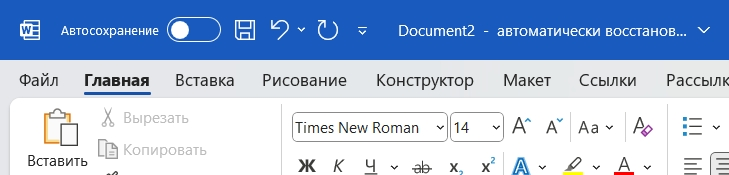 Автосохранение Document2 - автоматически восстанов...
Файл Главная Вставка Рисование Конструктор Макет Ссылки Рассылк
Вставить
Вырезать
Копировать
Times New Roman 14 A A Aa A
Ж К Ч ab x₂ x² A A